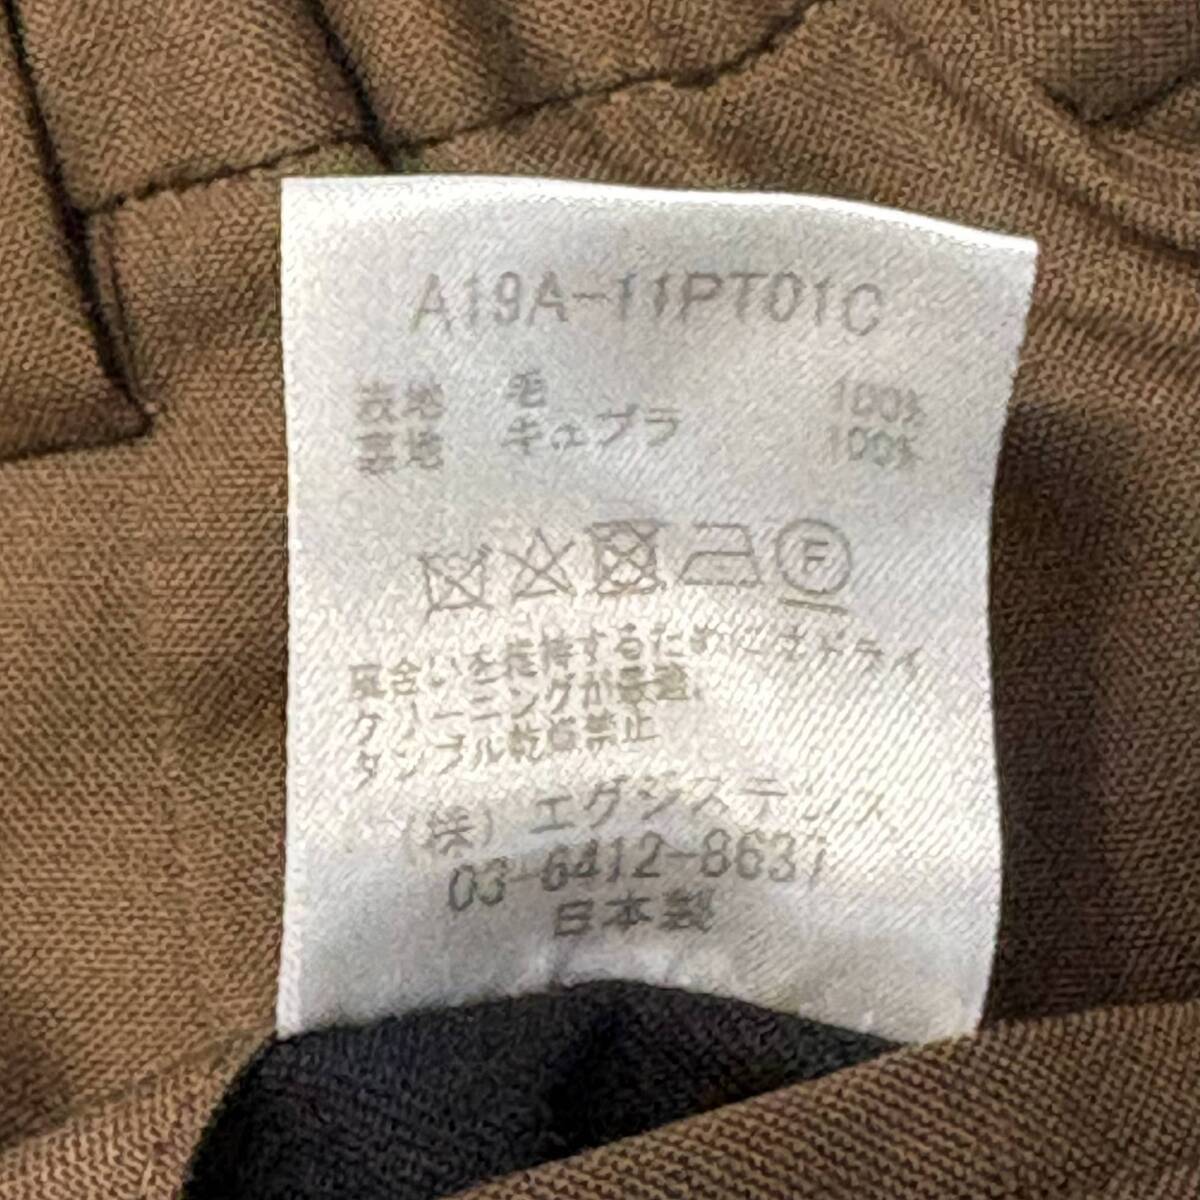 A19A-11PT01C
表地 毛 100%
裏地 キュプラ 100%
F
風合いを維持するためにはドライ
クリーニングが最適
タンブル乾燥禁止
(株) エグジステンス
03-6412-8637
日本製